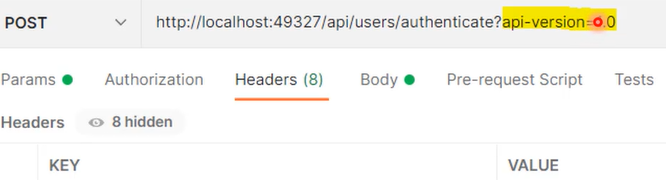 POST http://localhost:49327/api/users/authenticate?api-version=.0
Params Authorization Headers (8) Body Pre-request Script Tests
Headers 8 hidden
KEY VALUE